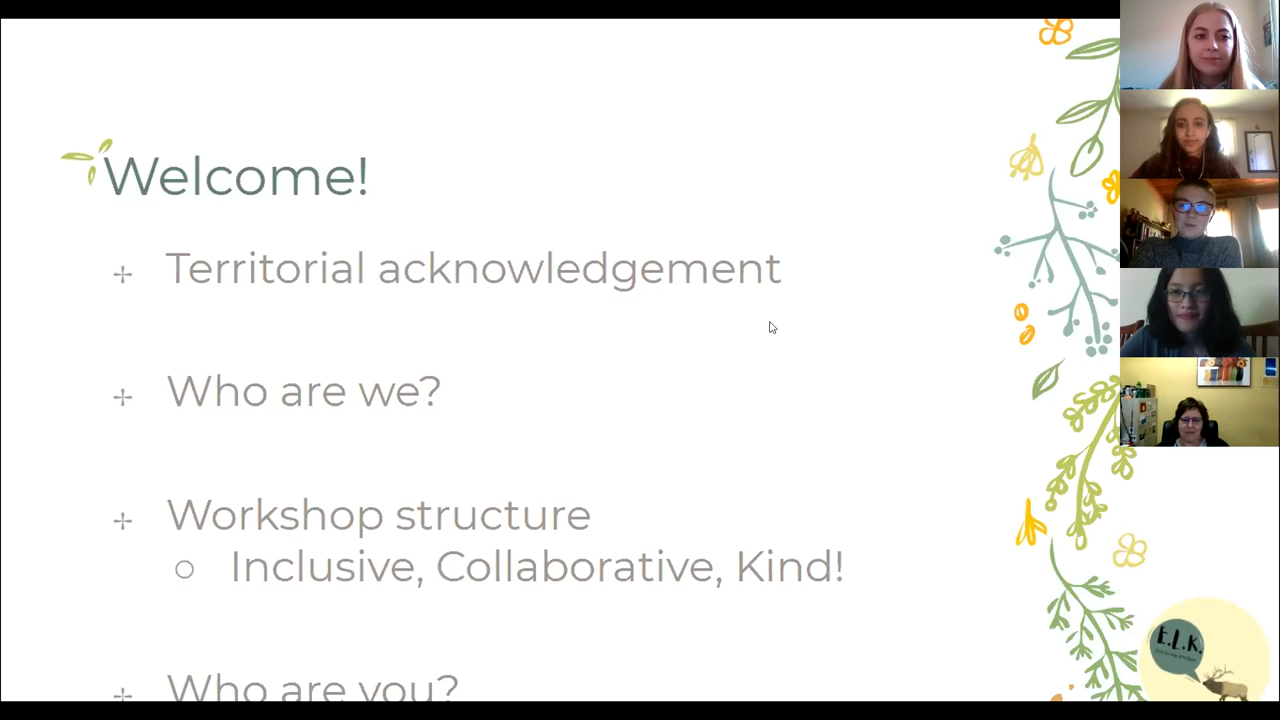 Welcome!
Territorial acknowledgement
Who are we?
Workshop structure
Inclusive, Collaborative, Kind!
Who are you?
E.L.K.